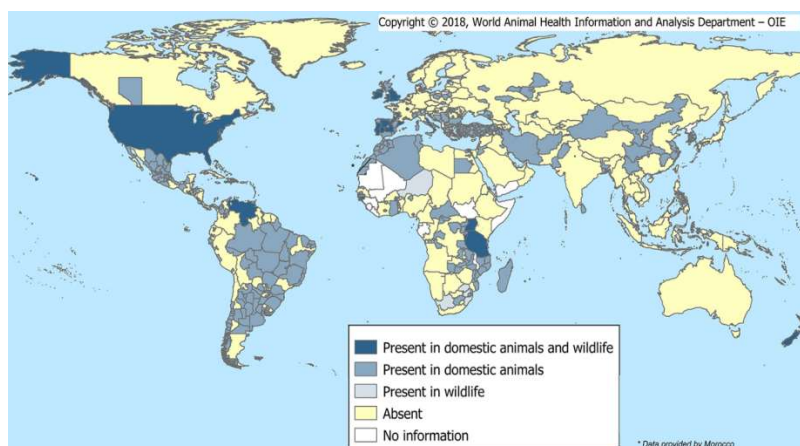 Copyright © 2018, World Animal Health Information and Analysis Department – OIE
Present in domestic animals and wildlife
Present in domestic animals
Present in wildlife
Absent
No information
* Data provided by Morocco